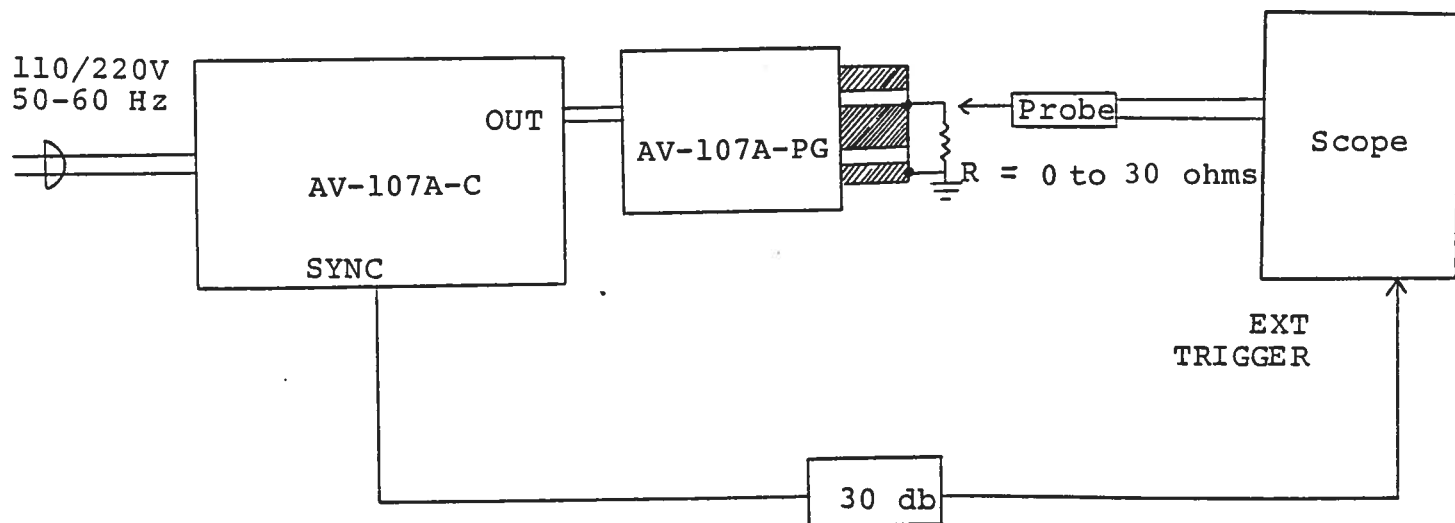 110/220V
50-60 Hz
OUT
AV-107A-C
SYNC
AV-107A-PG
Probe
R = 0 to 30 ohms
Scope
EXT
TRIGGER
30 db